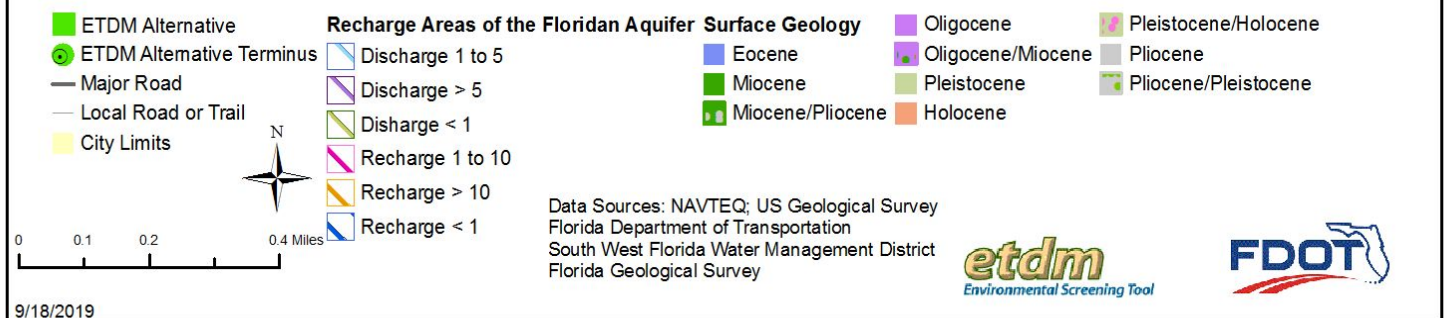 ETDM Alternative
ETDM Alternative Terminus
Major Road
Local Road or Trail
City Limits
N
0 0.1 0.2 0.4 Miles
9/18/2019
Recharge Areas of the Floridan Aquifer
Discharge 1 to 5
Discharge > 5
Disharge < 1
Recharge 1 to 10
Recharge > 10
Recharge < 1
Surface Geology
Eocene
Miocene
Miocene/Pliocene
Oligocene
Oligocene/Miocene
Pleistocene
Holocene
Pleistocene/Holocene
Pliocene
Pliocene/Pleistocene
Data Sources: NAVTEQ; US Geological Survey
Florida Department of Transportation
South West Florida Water Management District
Florida Geological Survey
etdm
Environmental Screening Tool
FDOT